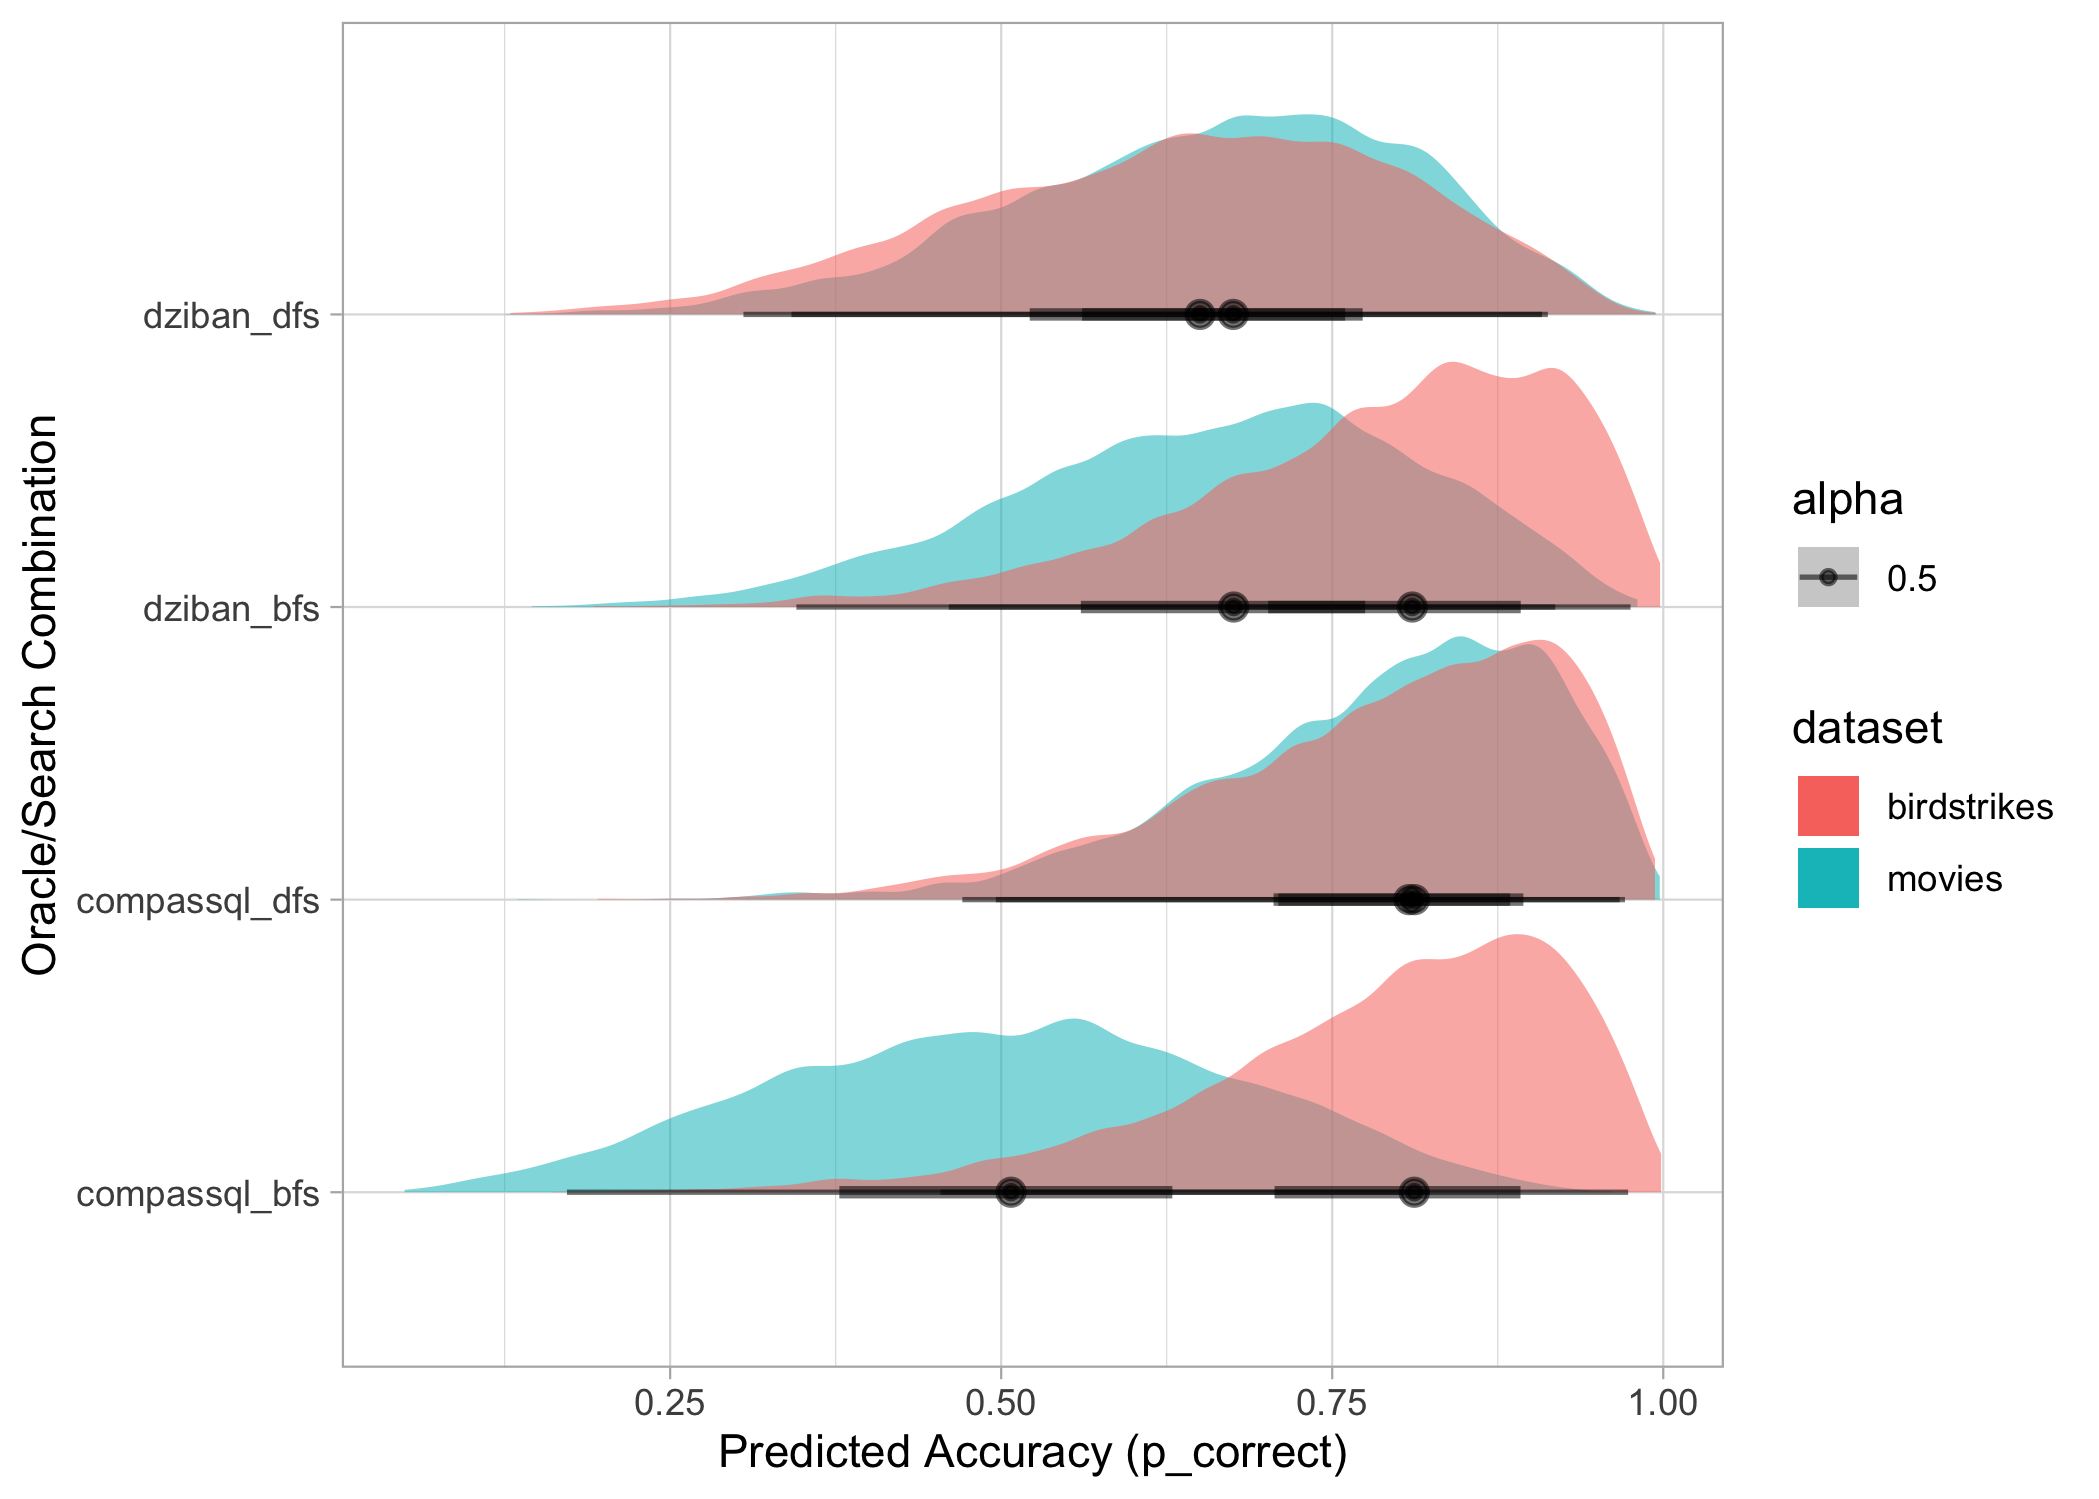 Oracle/Search Combination
dziban_dfs
dziban_bfs
compassql_dfs
compassql_bfs
0.25
0.50
0.75
1.00
Predicted Accuracy (p_correct)
alpha
0.5
dataset
birdstrikes
movies